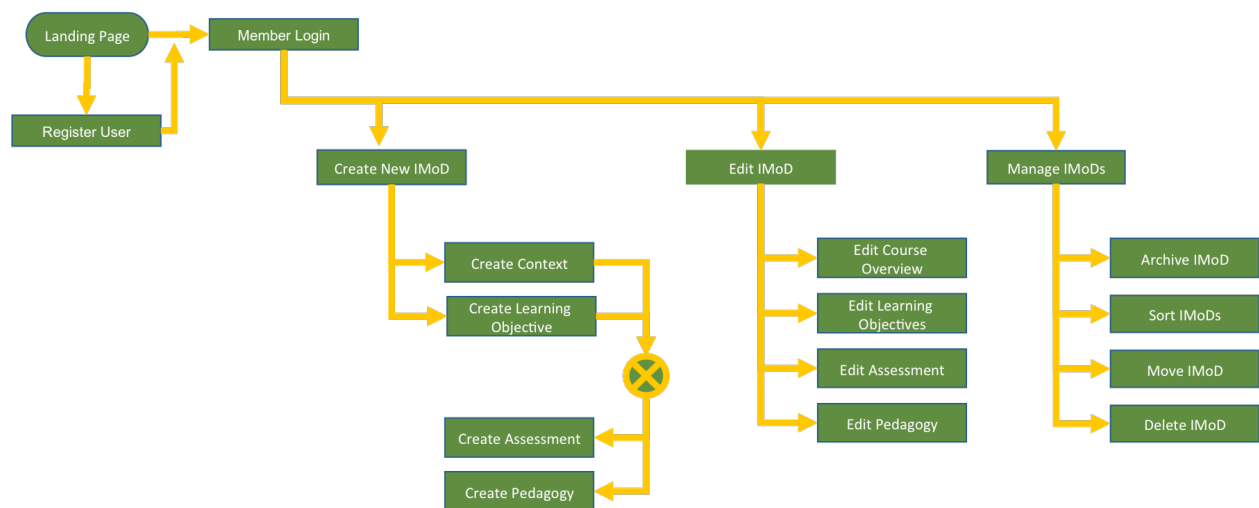 Landing Page
Member Login
Register User
Create New IMoD
Edit IMoD
Manage IMoDs
Create Context
Create Learning
Objective
Create Assessment
Create Pedagogy
Edit Course
Overview
Edit Learning
Objectives
Edit Assessment
Edit Pedagogy
Archive IMoD
Sort IMoDs
Move IMoD
Delete IMoD